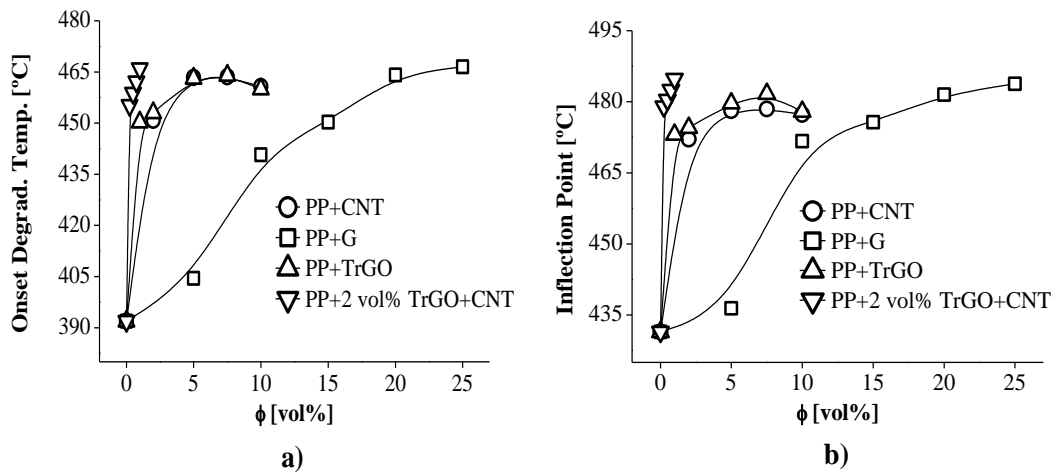 480
465
450
435
420
405
390
Onset Degrad. Temp. [ºC]
PP+CNT
PP+G
PP+TrGO
PP+2 vol% TrGO+CNT
0 5 10 15 20 25
ϕ [vol%]
a)
495
480
465
450
435
Inflection Point [ºC]
PP+CNT
PP+G
PP+TrGO
PP+2 vol% TrGO+CNT
0 5 10 15 20 25
ϕ [vol%]
b)